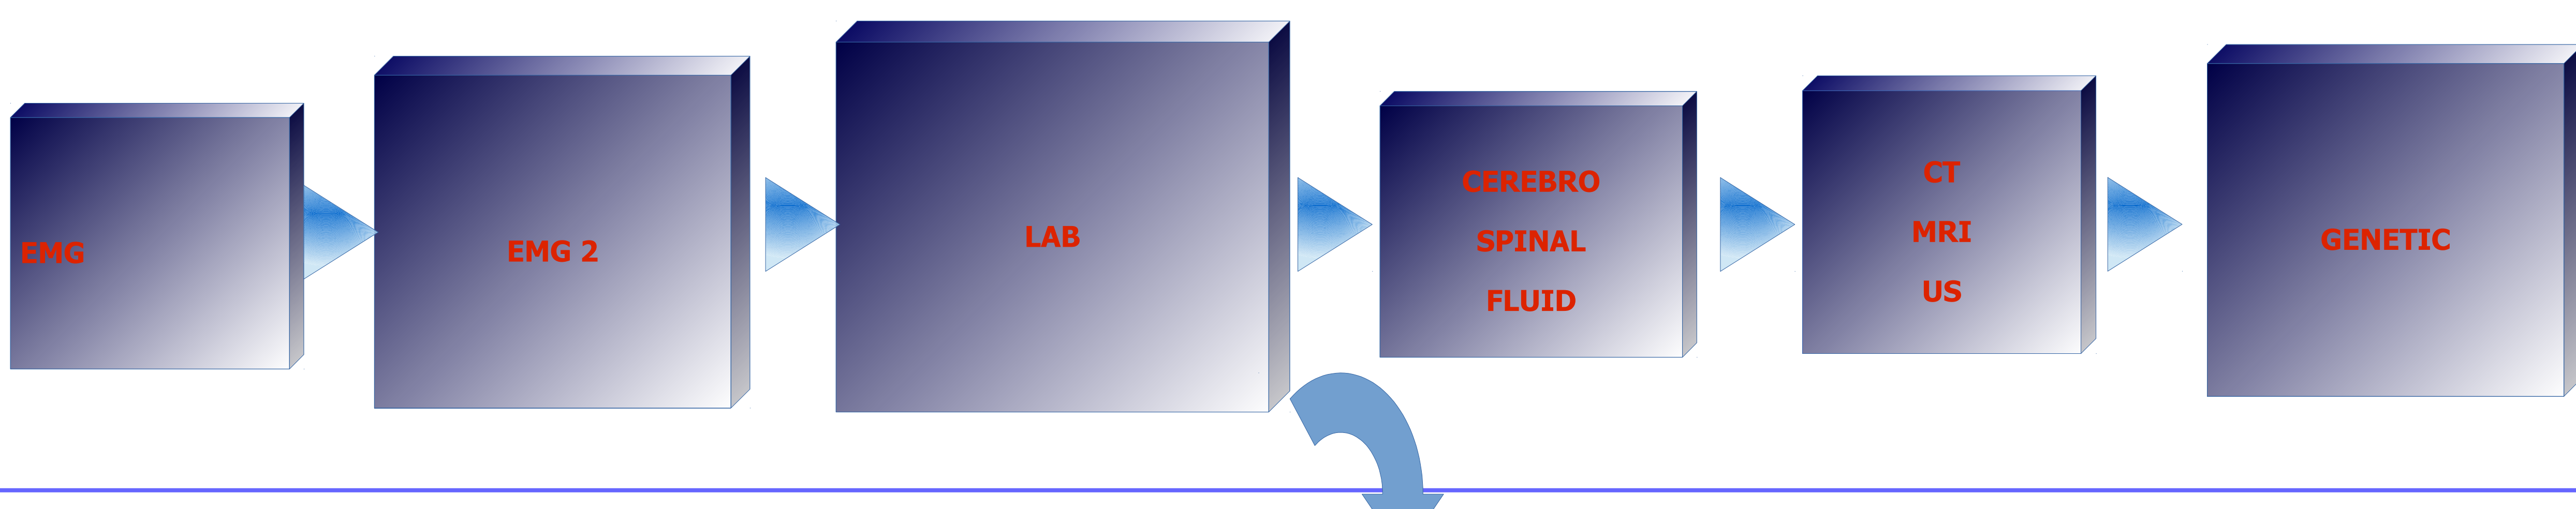 EMG
EMG 2
LAB
CEREBRO
SPINAL
FLUID
CT
MRI
US
GENETIC